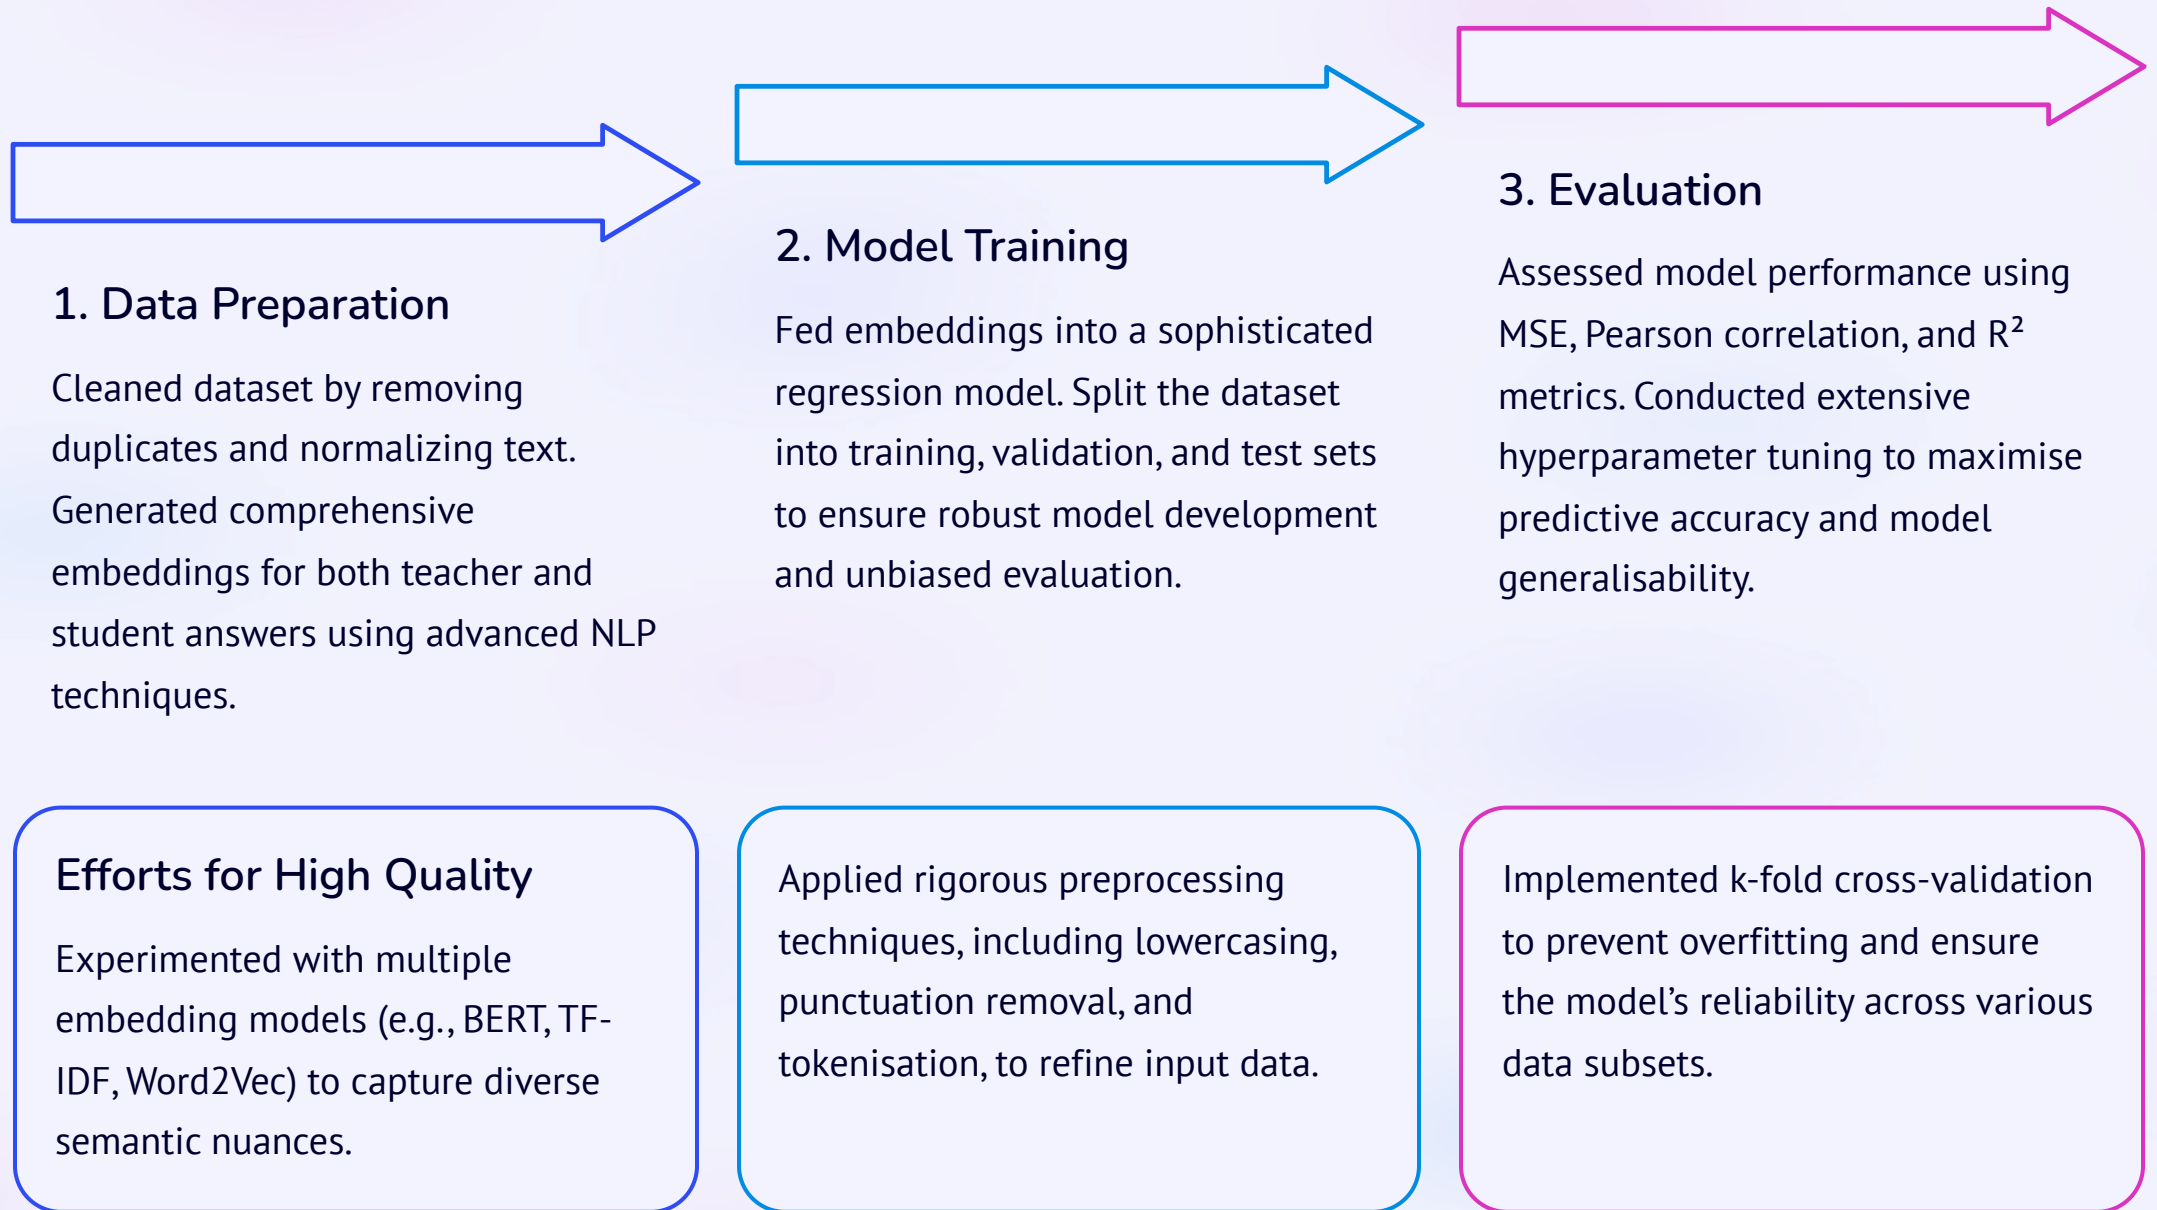 1. Data Preparation
Cleaned dataset by removing
duplicates and normalizing text.
Generated comprehensive
embeddings for both teacher and
student answers using advanced NLP
techniques.
2. Model Training
Fed embeddings into a sophisticated
regression model. Split the dataset
into training, validation, and test sets
to ensure robust model development
and unbiased evaluation.
3. Evaluation
Assessed model performance using
MSE, Pearson correlation, and R²
metrics. Conducted extensive
hyperparameter tuning to maximise
predictive accuracy and model
generalisability.
Efforts for High Quality
Experimented with multiple
embedding models (e.g., BERT, TF-
IDF, Word2Vec) to capture diverse
semantic nuances.
Applied rigorous preprocessing
techniques, including lowercasing,
punctuation removal, and
tokenisation, to refine input data.
Implemented k-fold cross-validation
to prevent overfitting and ensure
the model’s reliability across various
data subsets.